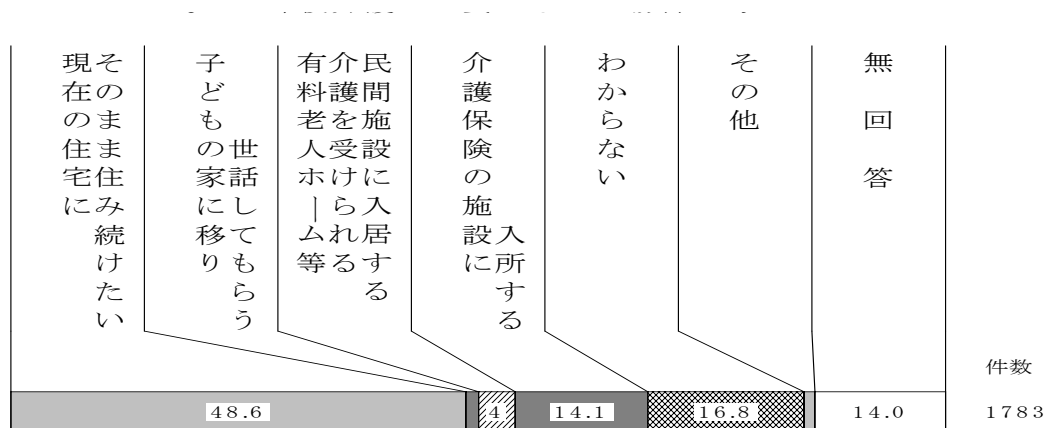 現在の住宅に
そのまま住み続けたい
子どもの家に移り
世話してもらう
有料老人ホーム等
介護を受けられる
民間施設に入居する
介護保険の施設に
入所する
わからない
その他
無回答
件数
48.6
4
14.1
16.8
14.0
1783